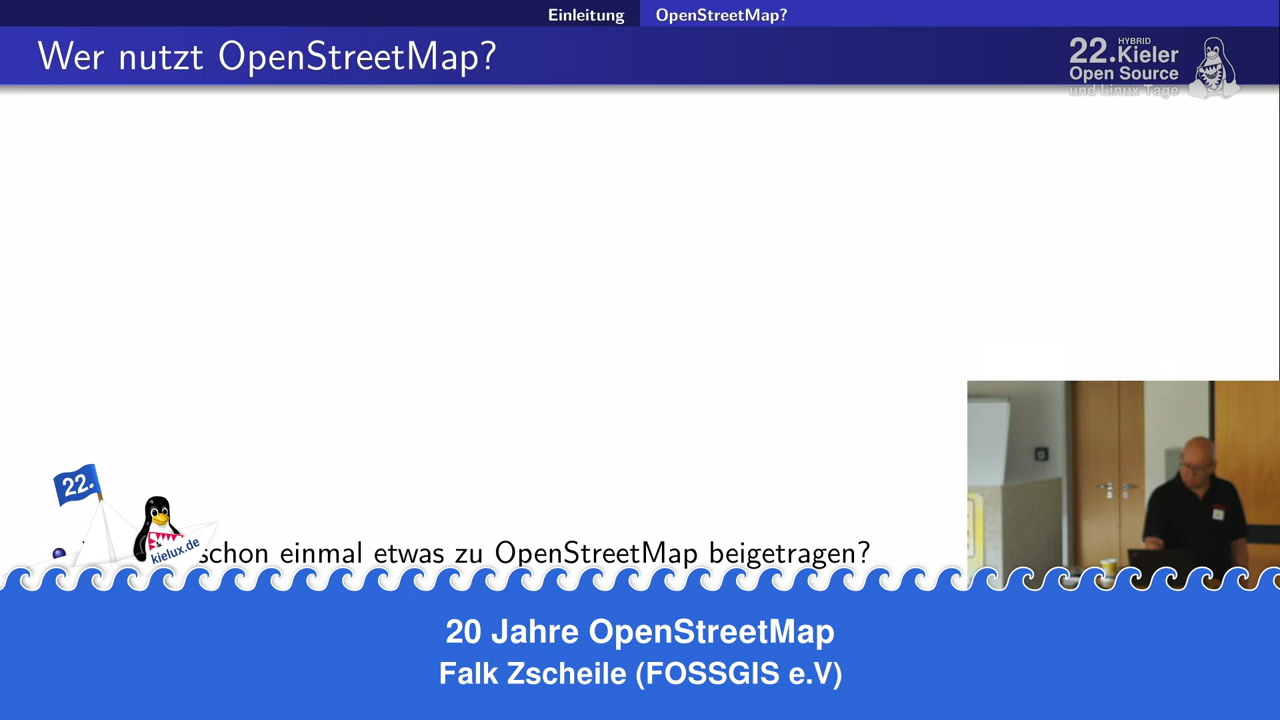 Einleitung OpenStreetMap?
Wer nutzt OpenStreetMap?
HYBRID
22.Kieler
Open Source
und Linux Tage
22.
kielux.de
schon einmal etwas zu OpenStreetMap beigetragen?
20 Jahre OpenStreetMap
Falk Zscheile (FOSSGIS e.V)